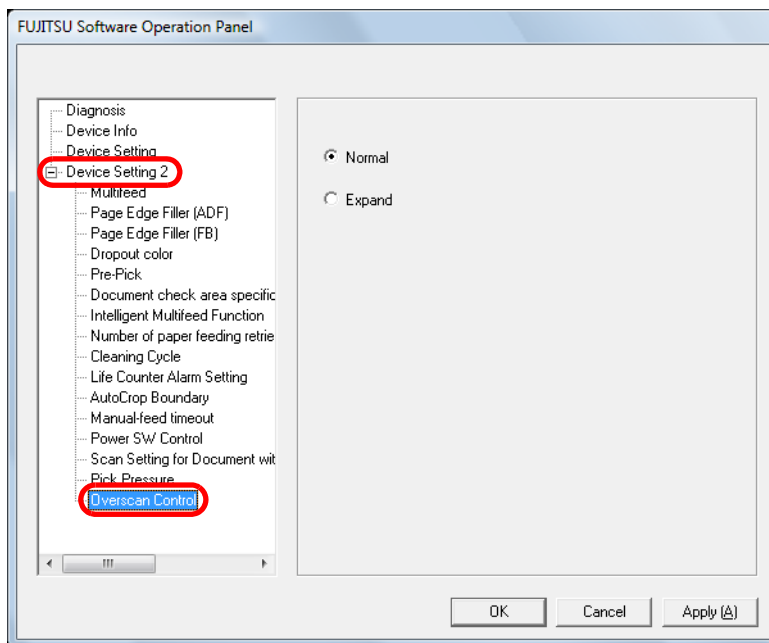 FUJITSU Software Operation Panel
Diagnosis
Device Info
Device Setting
Device Setting 2
Multifeed
Page Edge Filler (ADF)
Page Edge Filler (FB)
Dropout color
Pre-Pick
Document check area specific
Intelligent Multifeed Function
Number of paper feeding retrie
Cleaning Cycle
Life Counter Alarm Setting
AutoCrop Boundary
Manual-feed timeout
Power SW Control
Scan Setting for Document wit
Pick Pressure
Overscan Control
Normal
Expand
OK Cancel Apply (A)